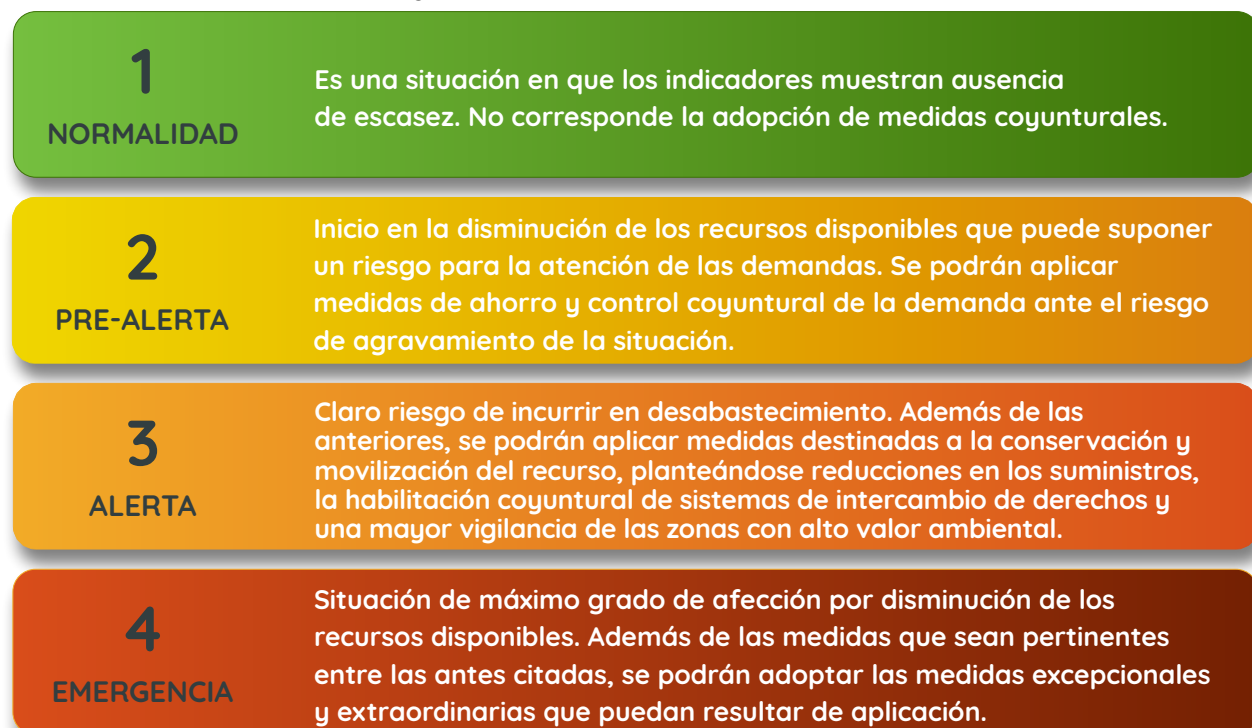 1
NORMALIDAD
Es una situación en que los indicadores muestran ausencia
de escasez. No corresponde la adopción de medidas coyunturales.
2
PRE-ALERTA
Inicio en la disminución de los recursos disponibles que puede suponer
un riesgo para la atención de las demandas. Se podrán aplicar
medidas de ahorro y control coyuntural de la demanda ante el riesgo
de agravamiento de la situación.
3
ALERTA
Claro riesgo de incurrir en desabastecimiento. Además de las
anteriores, se podrán aplicar medidas destinadas a la conservación y
movilización del recurso, planteándose reducciones en los suministros,
la habilitación coyuntural de sistemas de intercambio de derechos y
una mayor vigilancia de las zonas con alto valor ambiental.
4
EMERGENCIA
Situación de máximo grado de afección por disminución de los
recursos disponibles. Además de las medidas que sean pertinentes
entre las antes citadas, se podrán adoptar las medidas excepcionales
y extraordinarias que puedan resultar de aplicación.